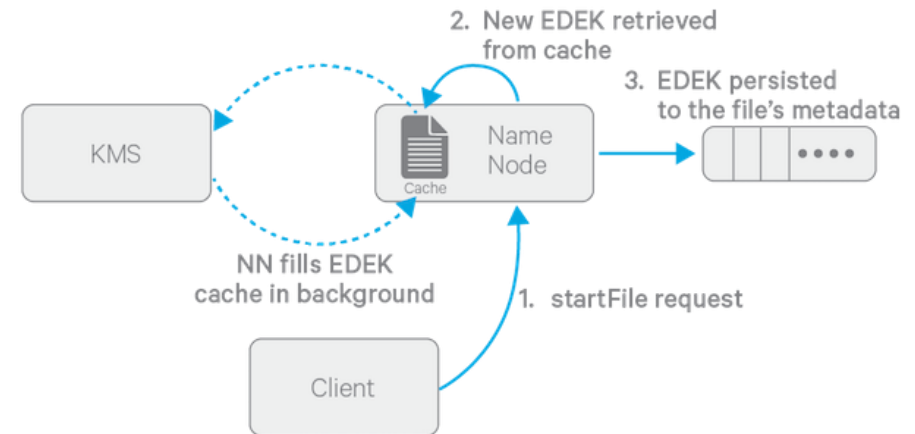 2. New EDEK retrieved
from cache
3. EDEK persisted
to the file's metadata
KMS
Name
Node
Cache
NN fills EDEK
cache in background
1. startFile request
Client